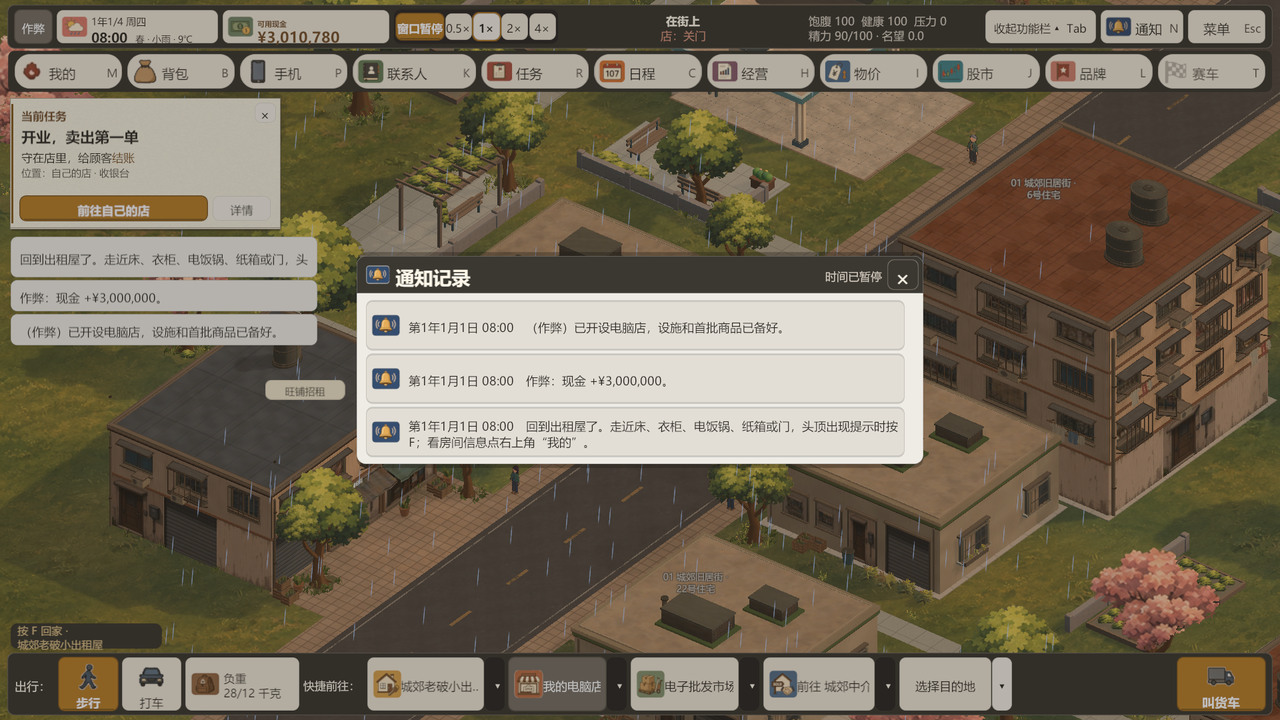 作弊
1年1/4 周四
08:00 春·小雨·9℃
可用现金
¥3,010,780
窗口暂停 0.5× 1× 2× 4×
在街上
店：关门
饱腹 100 健康 100 压力 0
精力 90/100 · 名望 0.0
收起功能栏▴ Tab
通知 N
菜单 Esc
我的 M
背包 B
手机 P
联系人 K
任务 R
107
日程 C
经营 H
物价 I
股市 J
品牌 L
赛车 T
当前任务
×
开业，卖出第一单
守在店里，给顾客结账
位置：自己的店 · 收银台
前往自己的店
详情
回到出租屋了。走近床、衣柜、电饭锅、纸箱或门，头
作弊：现金 +¥3,000,000。
（作弊）已开设电脑店，设施和首批商品已备好。
01 城郊旧居街 ·
6号住宅
旺铺招租
通知记录
时间已暂停
×
第1年1月1日 08:00 （作弊）已开设电脑店，设施和首批商品已备好。
第1年1月1日 08:00 作弊：现金 +¥3,000,000。
第1年1月1日 08:00 回到出租屋了。走近床、衣柜、电饭锅、纸箱或门，头顶出现提示时按
F；看房间信息点右上角“我的”。
01 城郊旧居街 ·
22号住宅
按 F 回家 ·
城郊老破小出租屋
出行：
步行
打车
负重
28/12 千克
快捷前往：
城郊老破小出..
我的电脑店
电子批发市场
前往 城郊中介
选择目的地
叫货车